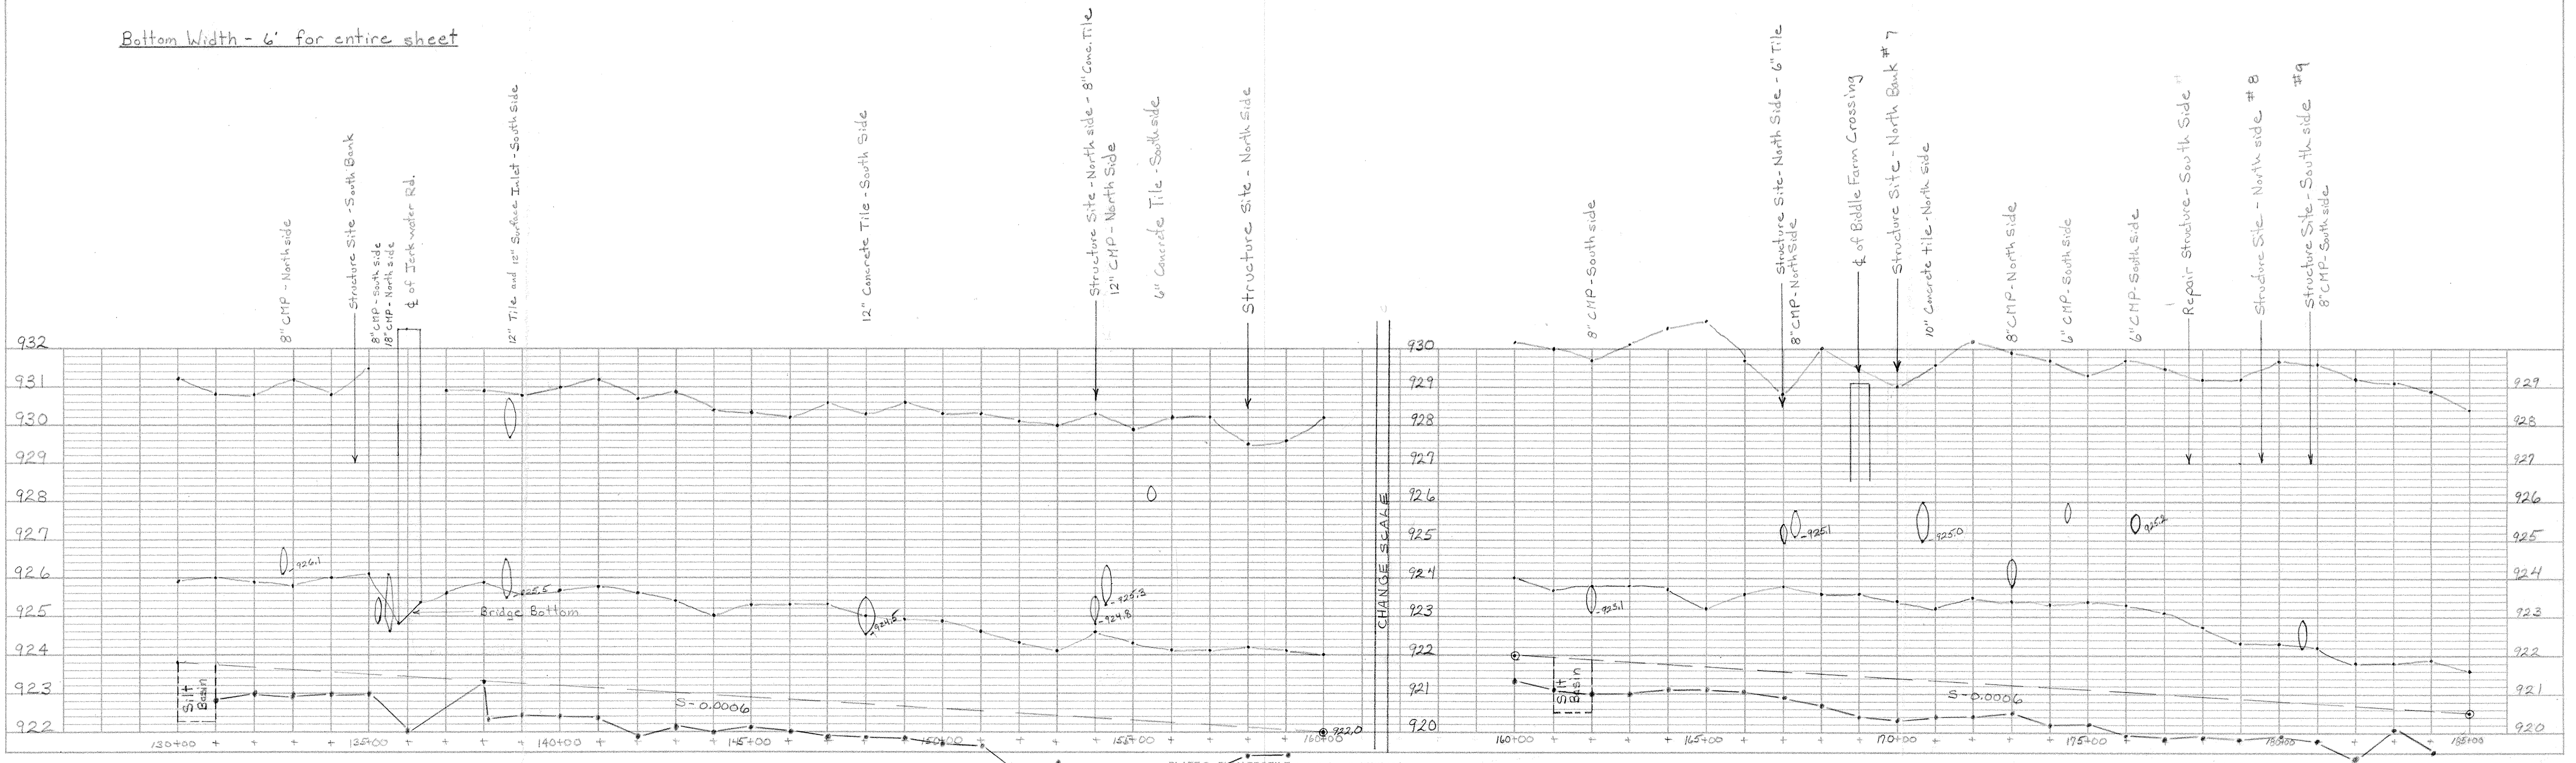 Bottom Width - 6' for entire sheet
8" CMP - North side
Structure Site - South Bank
8" CMP - South side
18" CMP - North side
℄ of Jerkwater Rd.
12" Tile and 12" Surface Inlet - South Side
12" Concrete Tile - South Side
Structure Site - North side - 8" Conc. Tile
12" CMP - North Side
6" Concrete Tile - South side
Structure Site - North side
8" CMP - South side
Structure Site - North Side - 6" Tile
8" CMP - North Side
℄ of Biddle Farm Crossing
Structure Site - North Bank #7
10" Concrete tile - North side
8" CMP - North side
6" CMP - South side
6" CMP - South side
Repair Structure - South Side
Structure Site - North side #8
Structure Site - South side #9
8" CMP - South side
932
931
930
929
928
927
926
925
924
923
922
926.1
925.5
Bridge Bottom
924.5
925.3
924.8
Silt
Basin
S - 0.0006
922.0
130+00
135+00
140+00
145+00
150+00
155+00
160+00
CHANGE SCALE
930
929
928
927
926
925
924
923
922
921
920
925.1
925.0
925.2
923.1
Silt
Basin
S - 0.0006
160+00
165+00
170+00
175+00
180+00
185+00
929
928
927
926
925
924
923
922
921
920